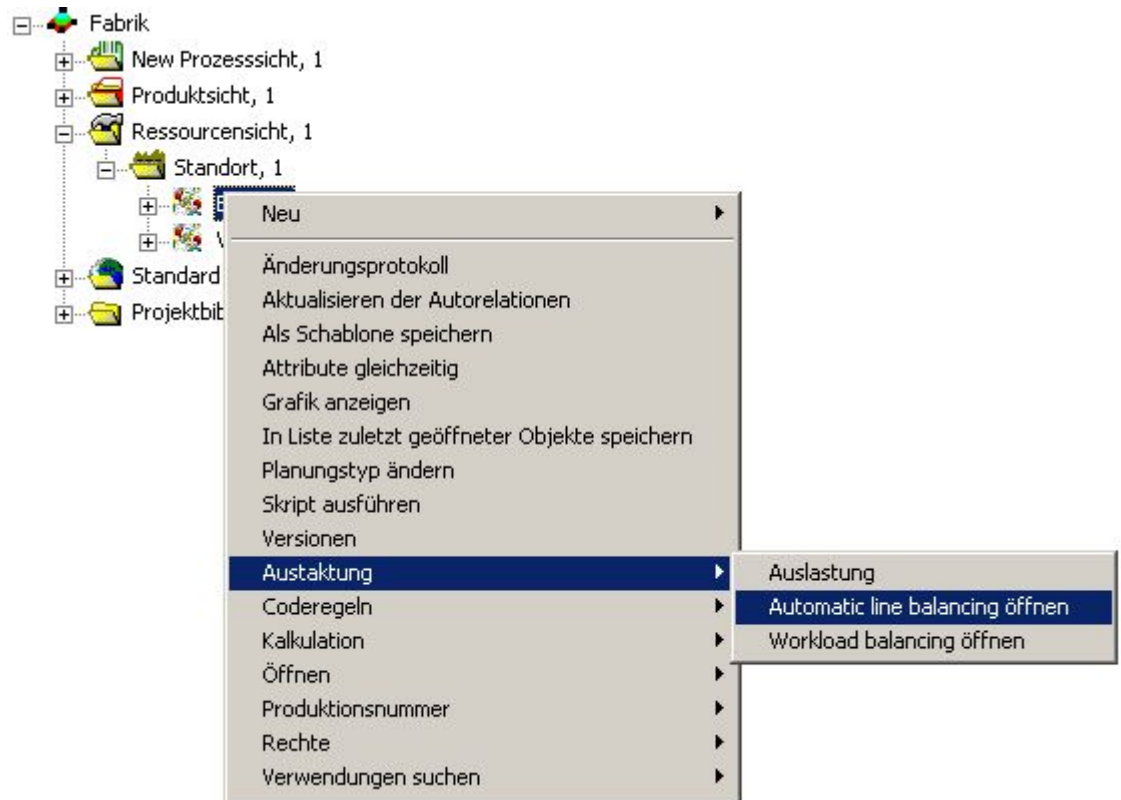 Fabrik
New Prozesssicht, 1
Produktsicht, 1
Ressourcensicht, 1
Standort, 1
Standard
Neu
Änderungsprotokoll
Aktualisieren der Autorelationen
Als Schablone speichern
Attribute gleichzeitig
Grafik anzeigen
In Liste zuletzt geöffneter Objekte speichern
Planungstyp ändern
Skript ausführen
Versionen
Austaktung
Coderegeln
Kalkulation
Öffnen
Produktionsnummer
Rechte
Verwendungen suchen
Auslastung
Automatic line balancing öffnen
Workload balancing öffnen